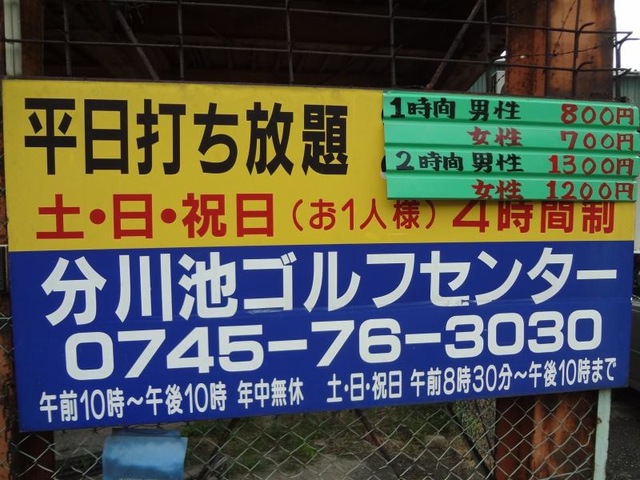 平日打ち放題
1時間 男性 800円
女性 700円
2時間 男性 1300円
女性 1200円
土・日・祝日(お1人様)4時間制
分川池ゴルフセンター
0745-76-3030
午前10時〜午後10時 年中無休 土・日・祝日 午前8時30分〜午後10時まで